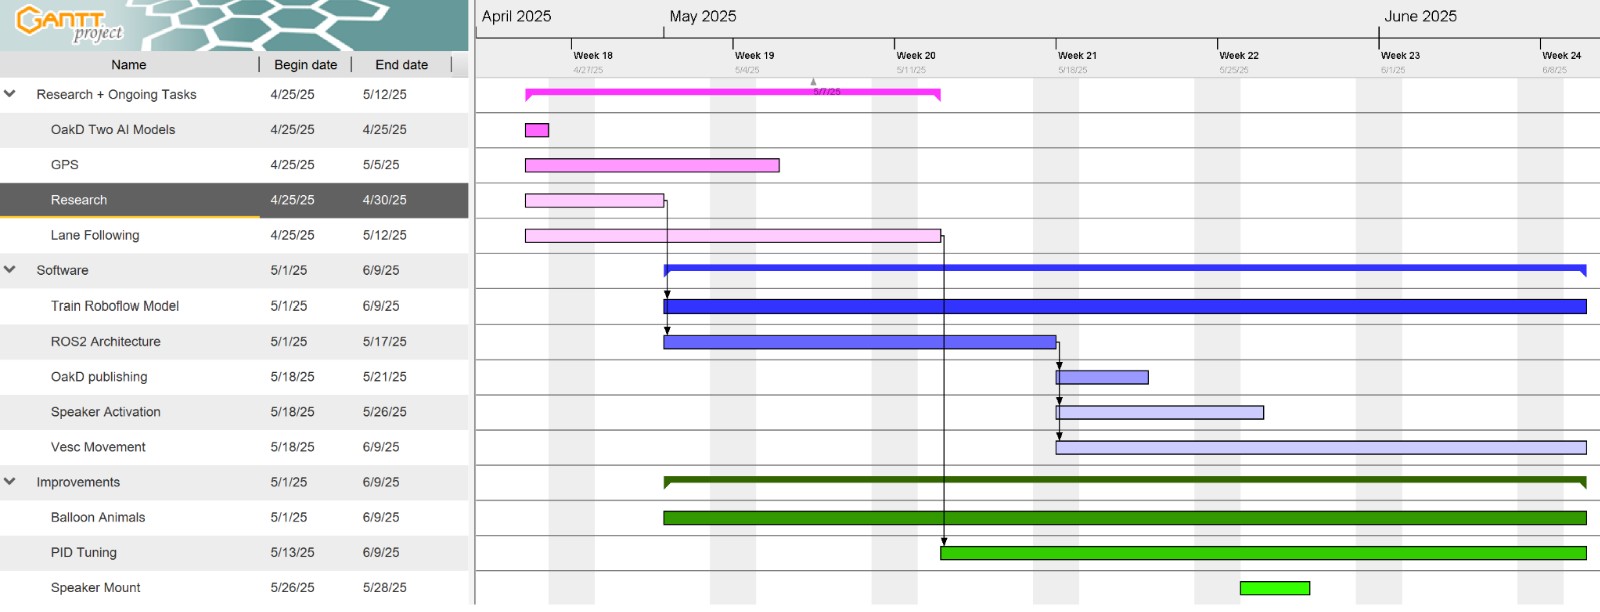 GANTT
project
April 2025 May 2025 June 2025
Name Begin date End date
Week 18 Week 19 Week 20 Week 21 Week 22 Week 23 Week 24
4/27/25 5/4/25 5/11/25 5/18/25 5/25/25 6/1/25 6/8/25
5/7/25
Research + Ongoing Tasks 4/25/25 5/12/25
OakD Two AI Models 4/25/25 4/25/25
GPS 4/25/25 5/5/25
Research 4/25/25 4/30/25
Lane Following 4/25/25 5/12/25
Software 5/1/25 6/9/25
Train Roboflow Model 5/1/25 6/9/25
ROS2 Architecture 5/1/25 5/17/25
OakD publishing 5/18/25 5/21/25
Speaker Activation 5/18/25 5/26/25
Vesc Movement 5/18/25 6/9/25
Improvements 5/1/25 6/9/25
Balloon Animals 5/1/25 6/9/25
PID Tuning 5/13/25 6/9/25
Speaker Mount 5/26/25 5/28/25